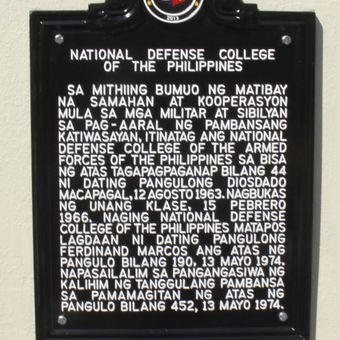 2013
NATIONAL DEFENSE COLLEGE
OF THE PHILIPPINES
SA MITHIING BUMUO NG MATIBAY
NA SAMAHAN AT KOOPERASYON
MULA SA MGA MILITAR AT SIBILYAN
SA PAG-AARAL NG PAMBANSANG
KATIWASAYAN, ITINATAG ANG NATIONAL
DEFENSE COLLEGE OF THE ARMED
FORCES OF THE PHILIPPINES SA BISA
NG ATAS TAGAPAGPAGANAP BILANG 44
NI DATING PANGULONG DIOSDADO
MACAPAGAL, 12 AGOSTO 1963. NAGBUKAS
NG UNANG KLASE, 15 PEBRERO
1966. NAGING NATIONAL DEFENSE
COLLEGE OF THE PHILIPPINES MATAPOS
LAGDAAN NI DATING PANGULONG
FERDINAND MARCOS ANG ATAS NG
PANGULO BILANG 190, 13 MAYO 1974.
NAPASAILALIM SA PANGANGASIWA NG
KALIHIM NG TANGGULANG PAMBANSA
SA PAMAMAGITAN NG ATAS NG
PANGULO BILANG 452, 13 MAYO 1974.